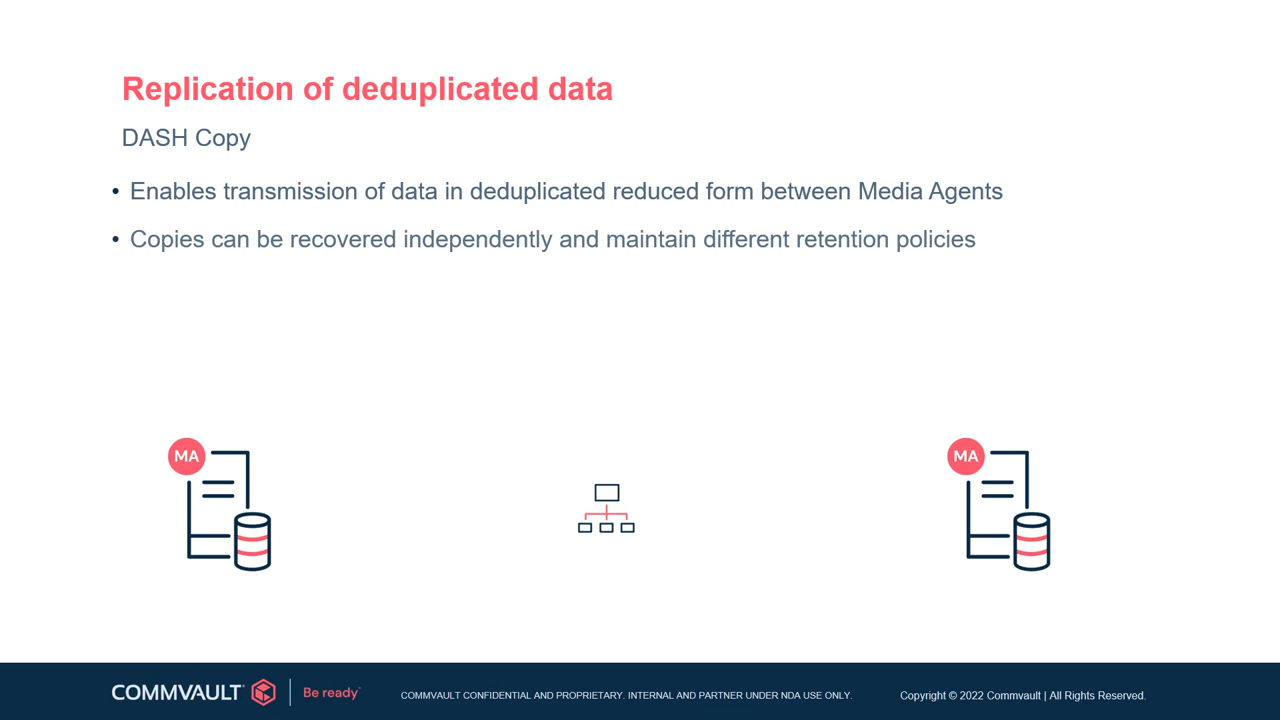 Replication of deduplicated data
DASH Copy
• Enables transmission of data in deduplicated reduced form between Media Agents
• Copies can be recovered independently and maintain different retention policies
MA
MA
COMMVAULT
Be ready
COMMVAULT CONFIDENTIAL AND PROPRIETARY. INTERNAL AND PARTNER UNDER NDA USE ONLY.
Copyright © 2022 Commvault | All Rights Reserved.